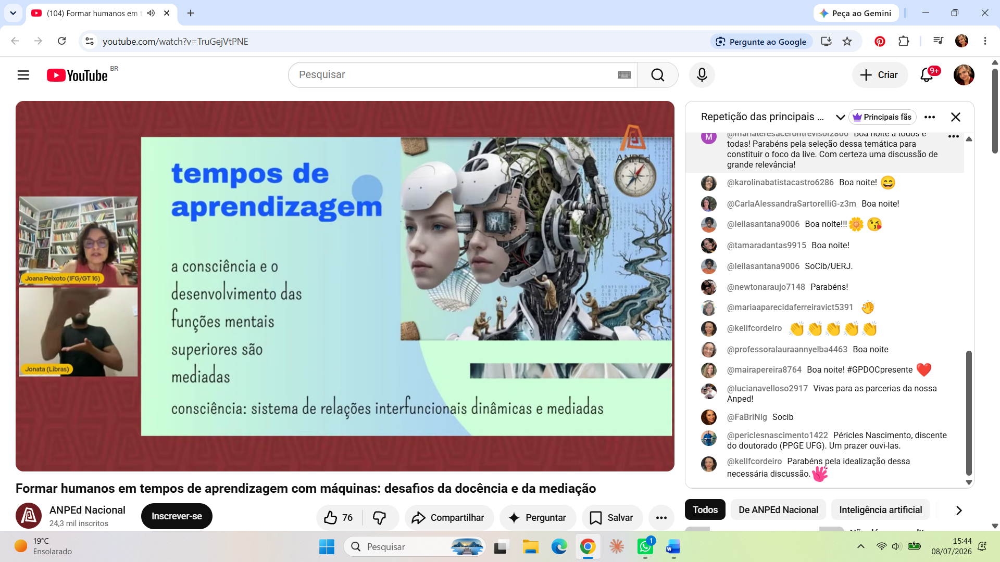 (104) Formar humanos em t
Peça ao Gemini
youtube.com/watch?v=TruGejVtPNE
Pergunte ao Google
YouTube BR
Pesquisar
Criar
9+
ANPEd
tempos de
aprendizagem
a consciência e o
desenvolvimento das
funções mentais
superiores são
mediadas
consciência: sistema de relações interfuncionais dinâmicas e mediadas
Joana Peixoto (IFG/GT 16)
Jonata (Libras)
Repetição das principais ...
Principais fãs
M
@mariateresacerontrevisol2806 Boa noite a todos e
todas! Parabéns pela seleção dessa temática para
constituir o foco da live. Com certeza uma discussão de
grande relevância!
@karolinabatistacastro6286 Boa noite! 😄
@CarlaAlessandraSartorelliG-z3m Boa noite!
@leilasantana9006 Boa noite!!!🌼 😘
@tamaradantas9915 Boa noite!
@leilasantana9006 SoCib/UERJ.
@newtonaraujo7148 Parabéns!
@mariaaparecidaferreiravict5391 👋
@kellfcordeiro 👏👏👏👏👏
@professoralauraannyelba4463 Boa noite
@mairapereira8764 Boa noite! #GPDOCpresente ❤️
@lucianavelloso2917 Vivas para as parcerias da nossa
Anped!
@FaBriNig Socib
@periclesnascimento1422 Péricles Nascimento, discente
do doutorado (PPGE UFG). Um prazer ouvi-las.
@kellfcordeiro Parabéns pela idealização dessa
necessária discussão.
Formar humanos em tempos de aprendizagem com máquinas: desafios da docência e da mediação
ANPEd Nacional
24,3 mil inscritos
Inscrever-se
76
Compartilhar
Perguntar
Salvar
Todos
De ANPEd Nacional
Inteligência artificial
19°C
Ensolarado
Pesquisar
1
15:44
08/07/2026